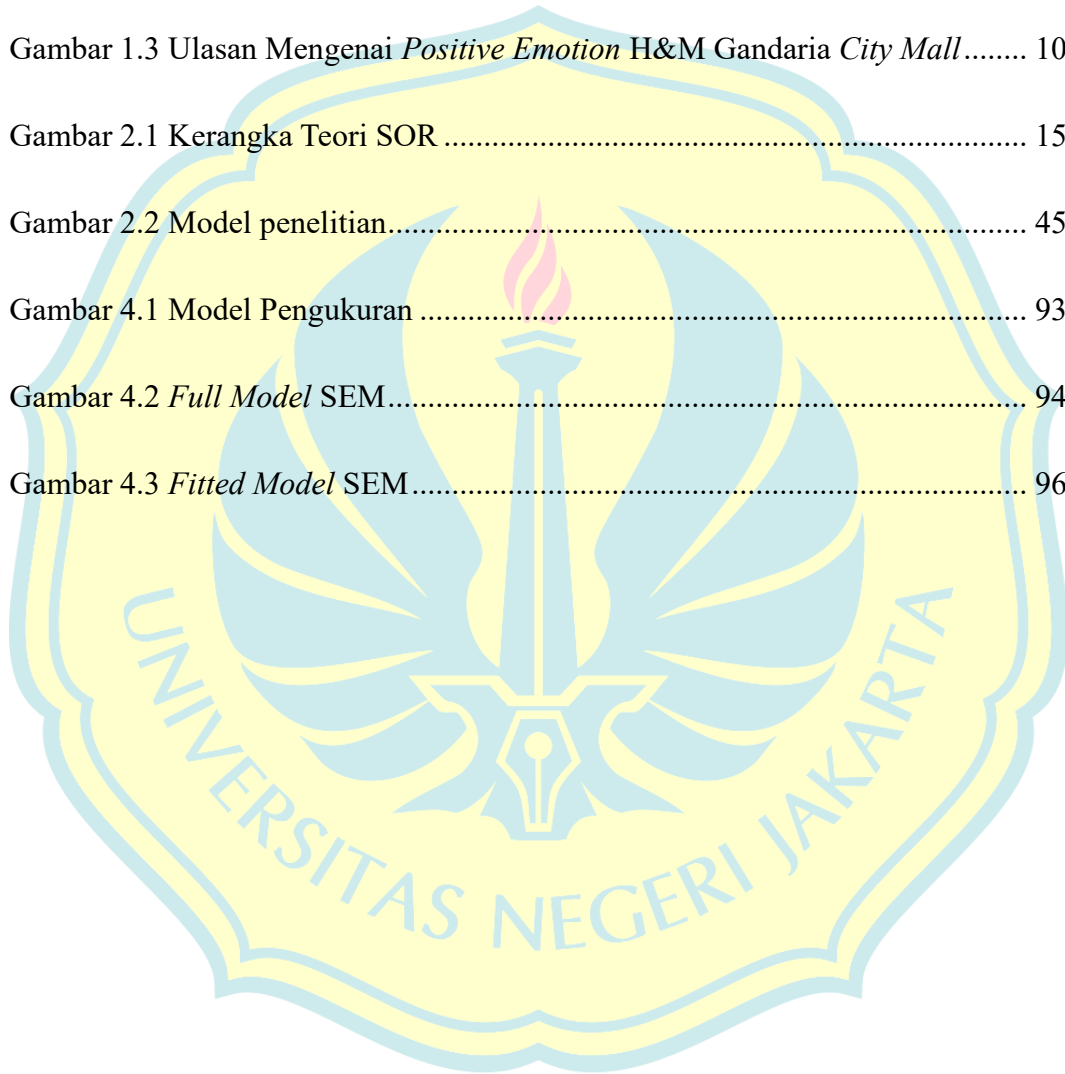 Gambar 1.3 Ulasan Mengenai Positive Emotion H&M Gandaria City Mall ........ 10
Gambar 2.1 Kerangka Teori SOR ........................................................................... 15
Gambar 2.2 Model penelitian.................................................................................. 45
Gambar 4.1 Model Pengukuran .............................................................................. 93
Gambar 4.2 Full Model SEM.................................................................................. 94
Gambar 4.3 Fitted Model SEM............................................................................... 96
UNIVERSITAS NEGERI JAKARTA